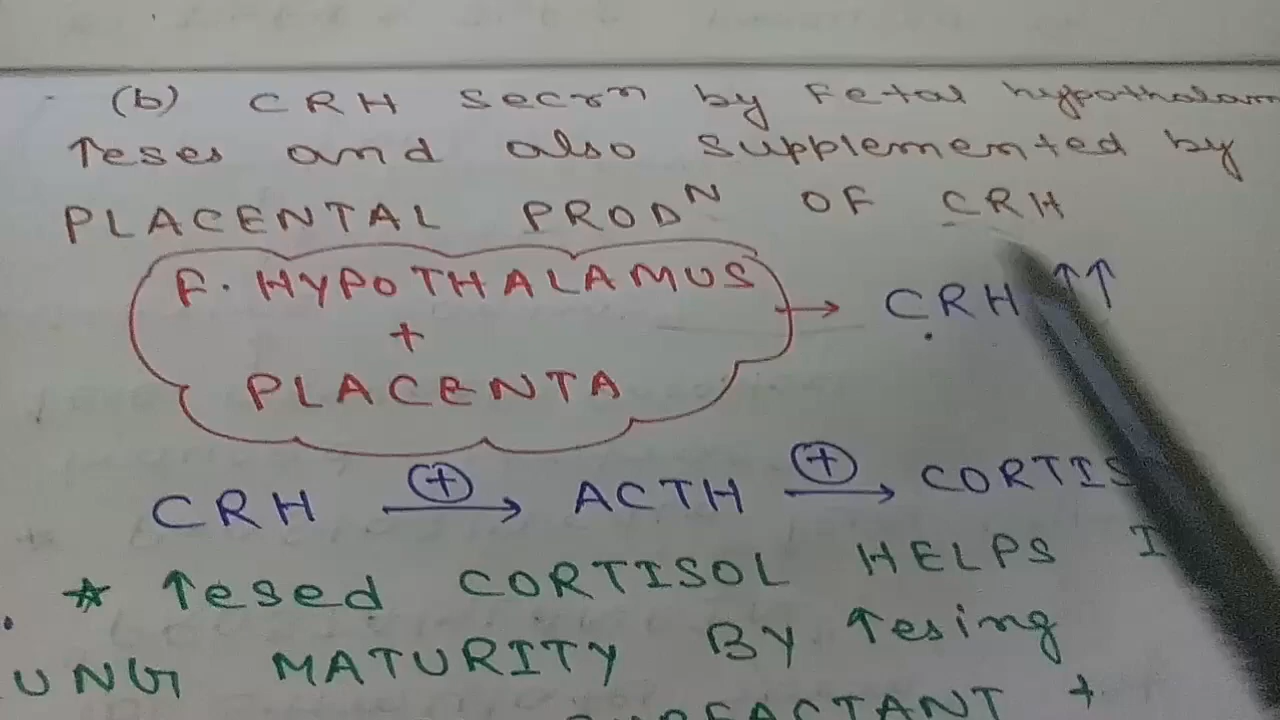 (b) CRH Secrn by Fetal hypothalam
↑eses and also supplemented by
PLACENTAL PRODN OF CRH
F. HYPOTHALAMUS
+
PLACENTA
→ CRH ↑↑
CRH (+)→ ACTH (+)→ CORTIS
* ↑esed CORTISOL HELPS I
UNG MATURITY BY ↑esing
FACTANT +